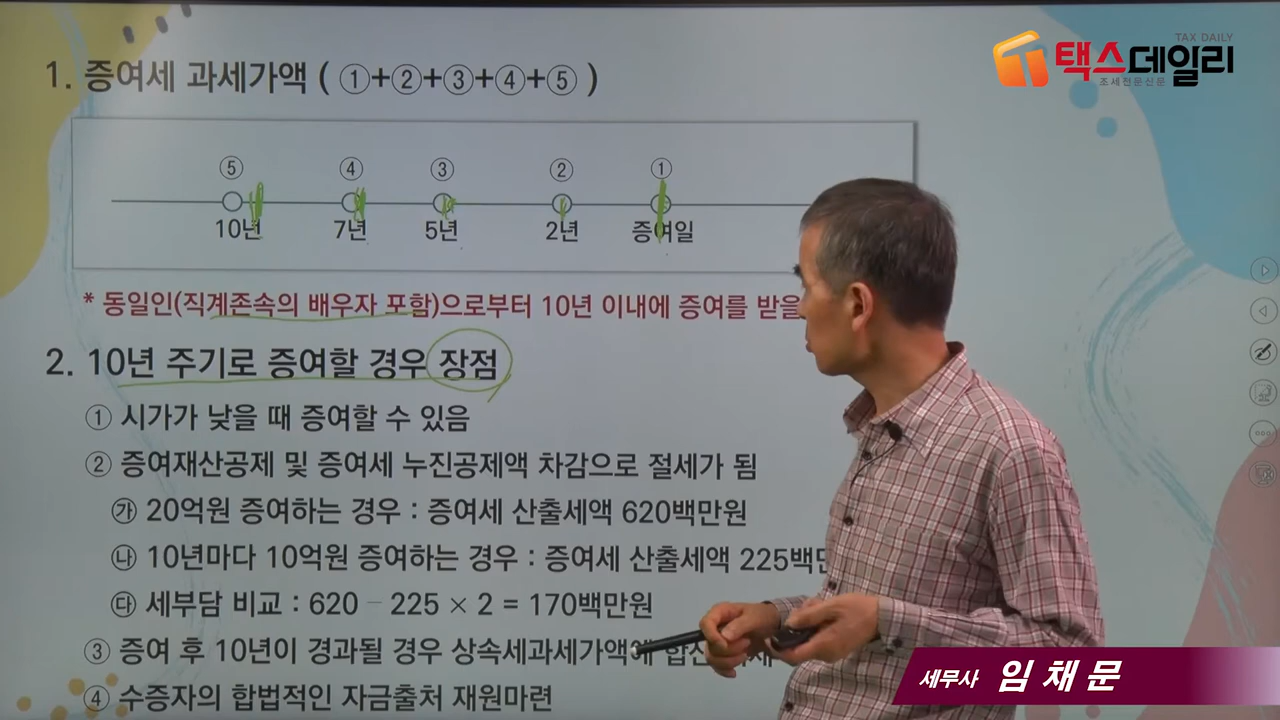 TAX DAILY
택스데일리
조세전문신문
1. 증여세 과세가액 ( ①+②+③+④+⑤ )
⑤ ④ ③ ② ①
10년 7년 5년 2년 증여일
* 동일인(직계존속의 배우자 포함)으로부터 10년 이내에 증여를 받을
2. 10년 주기로 증여할 경우 장점
① 시가가 낮을 때 증여할 수 있음
② 증여재산공제 및 증여세 누진공제액 차감으로 절세가 됨
㉮ 20억원 증여하는 경우 : 증여세 산출세액 620백만원
㉯ 10년마다 10억원 증여하는 경우 : 증여세 산출세액 225백만
㉰ 세부담 비교 : 620 – 225 × 2 = 170백만원
③ 증여 후 10년이 경과될 경우 상속세과세가액에
④ 수증자의 합법적인 자금출처 재원마련
세무사 임채문